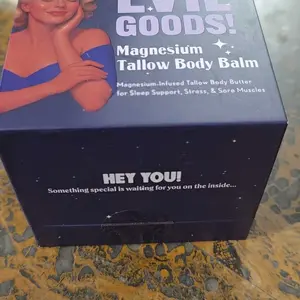 EVIL
GOODS!
Magnesium
Tallow Body Balm
Magnesium-Infused Tallow Body Butter
for Sleep Support, Stress, & Sore Muscles
HEY YOU!
Something special is waiting for you on the inside...